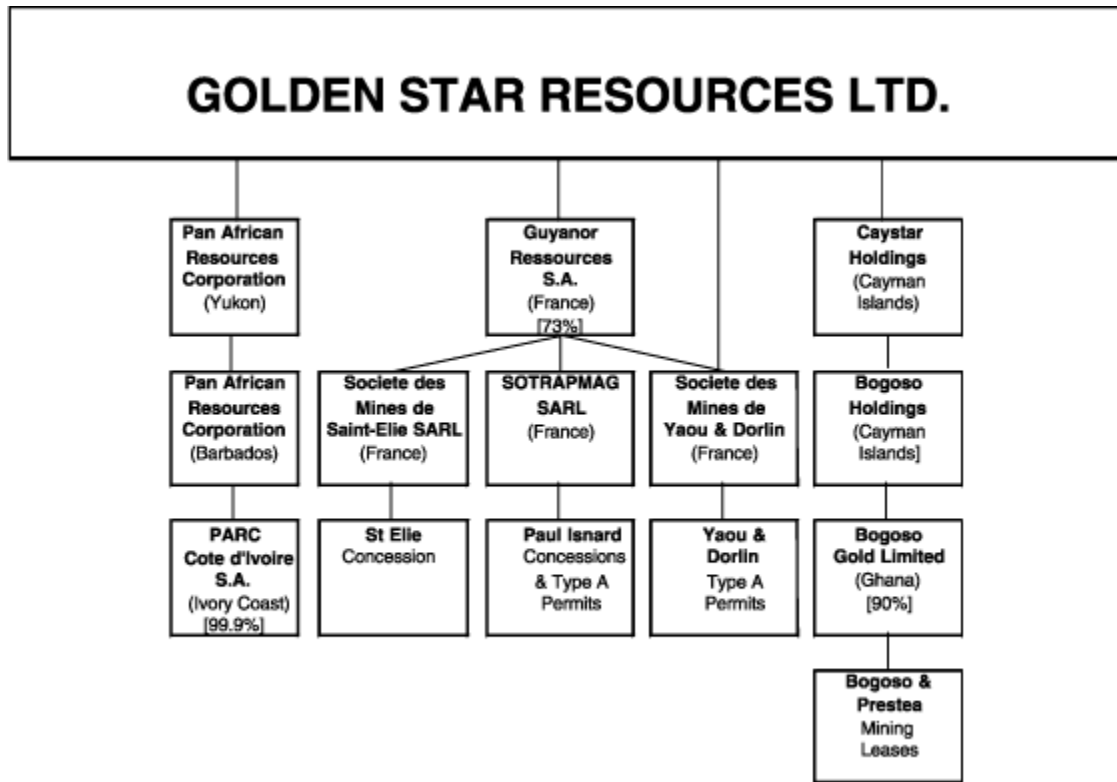 GOLDEN STAR RESOURCES LTD.
Pan African
Resources
Corporation
(Yukon)
Guyanor
Ressources
S.A.
(France)
[73%]
Caystar
Holdings
(Cayman
Islands)
Pan African
Resources
Corporation
(Barbados)
Societe des
Mines de
Saint-Elie SARL
(France)
SOTRAPMAG
SARL
(France)
Societe des
Mines de
Yaou & Dorlin
(France)
Bogoso
Holdings
(Cayman
Islands]
PARC
Cote d'Ivoire
S.A.
(Ivory Coast)
[99.9%]
St Elie
Concession
Paul Isnard
Concessions
& Type A
Permits
Yaou &
Dorlin
Type A
Permits
Bogoso
Gold Limited
(Ghana)
[90%]
Bogoso &
Prestea
Mining
Leases